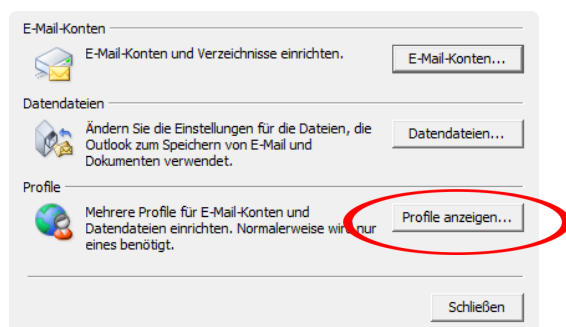 E-Mail-Konten
E-Mail-Konten und Verzeichnisse einrichten.
E-Mail-Konten...
Datendateien
Ändern Sie die Einstellungen für die Dateien, die
Outlook zum Speichern von E-Mail und
Dokumenten verwendet.
Datendateien...
Profile
Mehrere Profile für E-Mail-Konten und
Datendateien einrichten. Normalerweise wird nur
eines benötigt.
Profile anzeigen...
Schließen